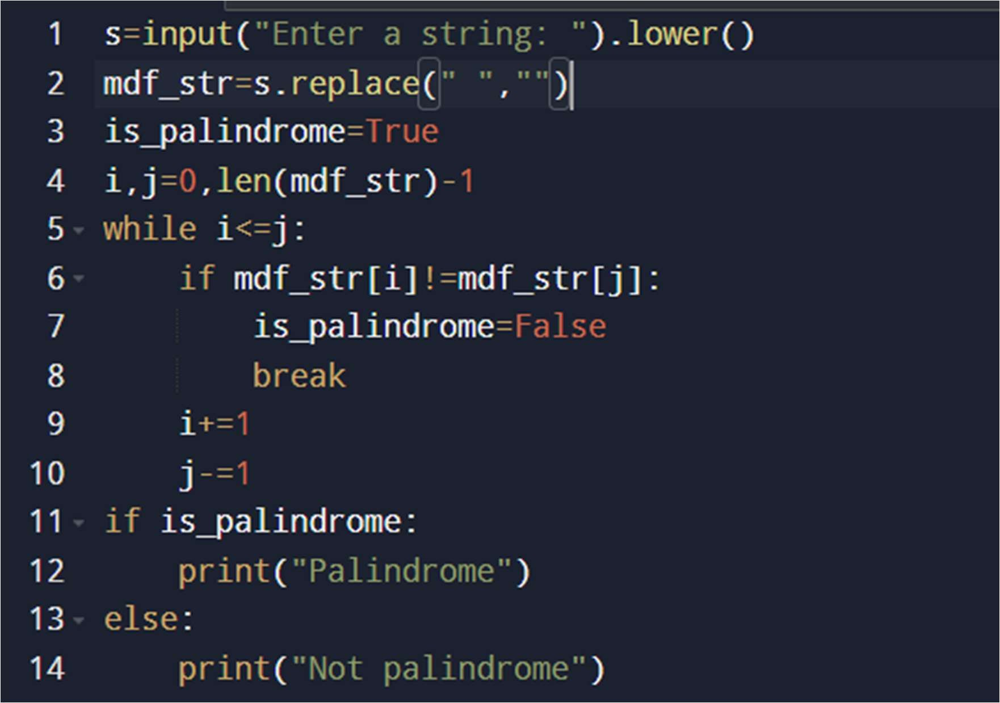 1 s=input("Enter a string: ").lower()
2 mdf_str=s.replace(" ","")
3 is_palindrome=True
4 i,j=0,len(mdf_str)-1
5 while i<=j:
6     if mdf_str[i]!=mdf_str[j]:
7         is_palindrome=False
8         break
9     i+=1
10     j-=1
11 if is_palindrome:
12     print("Palindrome")
13 else:
14     print("Not palindrome")